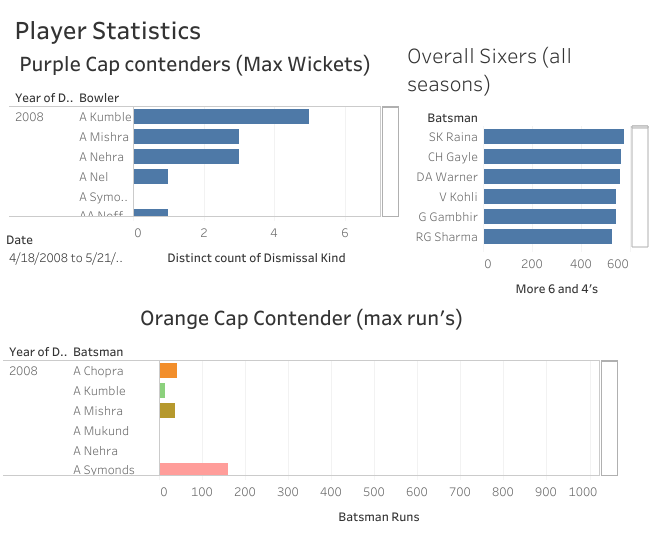 Player Statistics
Purple Cap contenders (Max Wickets)
Year of D.. Bowler
2008 A Kumble
A Mishra
A Nehra
A Nel
A Symo..
AA Noff..
0 2 4 6
Distinct count of Dismissal Kind
Date
4/18/2008 to 5/21/..
Overall Sixers (all
seasons)
Batsman
SK Raina
CH Gayle
DA Warner
V Kohli
G Gambhir
RG Sharma
0 200 400 600
More 6 and 4's
Orange Cap Contender (max run's)
Year of D.. Batsman
2008 A Chopra
A Kumble
A Mishra
A Mukund
A Nehra
A Symonds
0 100 200 300 400 500 600 700 800 900 1000
Batsman Runs